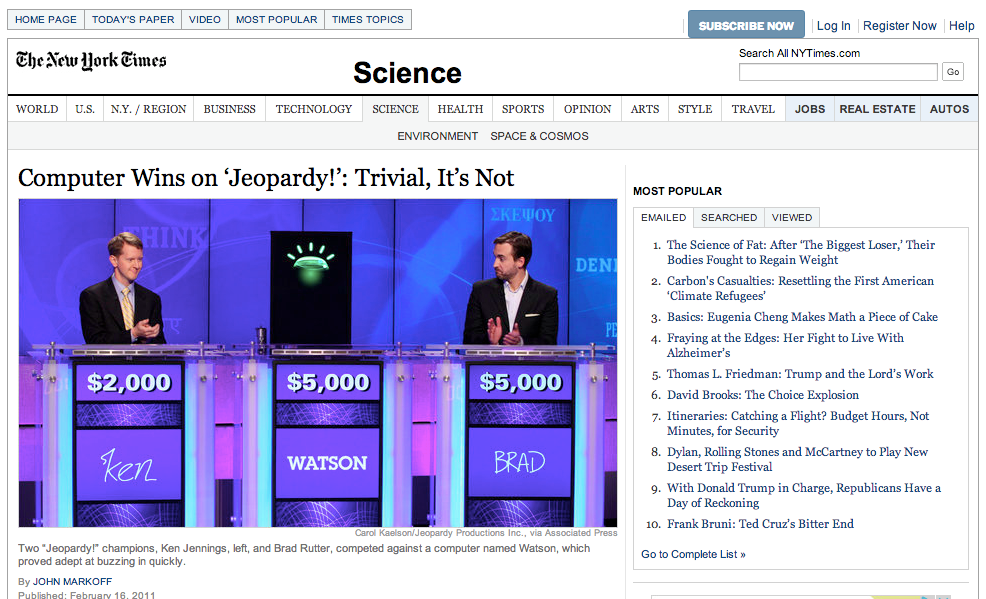 HOME PAGE TODAY'S PAPER VIDEO MOST POPULAR TIMES TOPICS
SUBSCRIBE NOW Log In Register Now Help
The New York Times
Science
Search All NYTimes.com
Go
WORLD U.S. N.Y. / REGION BUSINESS TECHNOLOGY SCIENCE HEALTH SPORTS OPINION ARTS STYLE TRAVEL JOBS REAL ESTATE AUTOS
ENVIRONMENT SPACE & COSMOS
Computer Wins on ‘Jeopardy!’: Trivial, It’s Not
THINK
ΣΚΕΨΟΥ
DENK
$2,000 $5,000 $5,000
Ken WATSON BRAD
Carol Kaelson/Jeopardy Productions Inc., via Associated Press
Two "Jeopardy!" champions, Ken Jennings, left, and Brad Rutter, competed against a computer named Watson, which
proved adept at buzzing in quickly.
By JOHN MARKOFF
Published: February 16, 2011
MOST POPULAR
EMAILED SEARCHED VIEWED
1. The Science of Fat: After ‘The Biggest Loser,’ Their
Bodies Fought to Regain Weight
2. Carbon's Casualties: Resettling the First American
‘Climate Refugees’
3. Basics: Eugenia Cheng Makes Math a Piece of Cake
4. Fraying at the Edges: Her Fight to Live With
Alzheimer's
5. Thomas L. Friedman: Trump and the Lord's Work
6. David Brooks: The Choice Explosion
7. Itineraries: Catching a Flight? Budget Hours, Not
Minutes, for Security
8. Dylan, Rolling Stones and McCartney to Play New
Desert Trip Festival
9. With Donald Trump in Charge, Republicans Have a
Day of Reckoning
10. Frank Bruni: Ted Cruz's Bitter End
Go to Complete List »